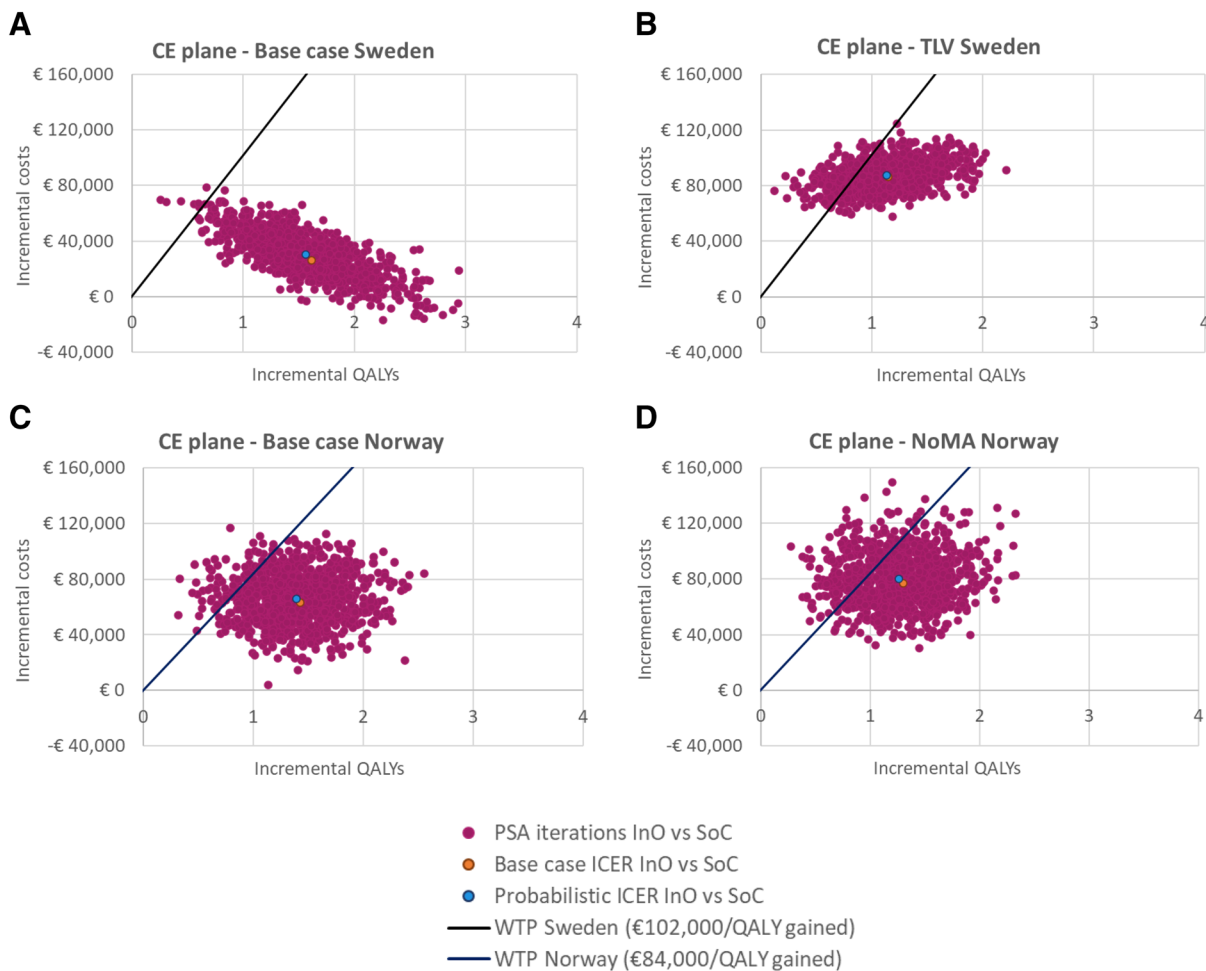 A
CE plane - Base case Sweden
€ 160,000
€ 120,000
€ 80,000
€ 40,000
€ 0
-€ 40,000
0
1
2
3
4
Incremental costs
Incremental QALYs
B
CE plane - TLV Sweden
€ 160,000
€ 120,000
€ 80,000
€ 40,000
€ 0
-€ 40,000
0
1
2
3
4
Incremental costs
Incremental QALYs
C
CE plane - Base case Norway
€ 160,000
€ 120,000
€ 80,000
€ 40,000
€ 0
-€ 40,000
0
1
2
3
4
Incremental costs
Incremental QALYs
D
CE plane - NoMA Norway
€ 160,000
€ 120,000
€ 80,000
€ 40,000
€ 0
-€ 40,000
0
1
2
3
4
Incremental costs
Incremental QALYs
PSA iterations InO vs SoC
Base case ICER InO vs SoC
Probabilistic ICER InO vs SoC
WTP Sweden (€102,000/QALY gained)
WTP Norway (€84,000/QALY gained)